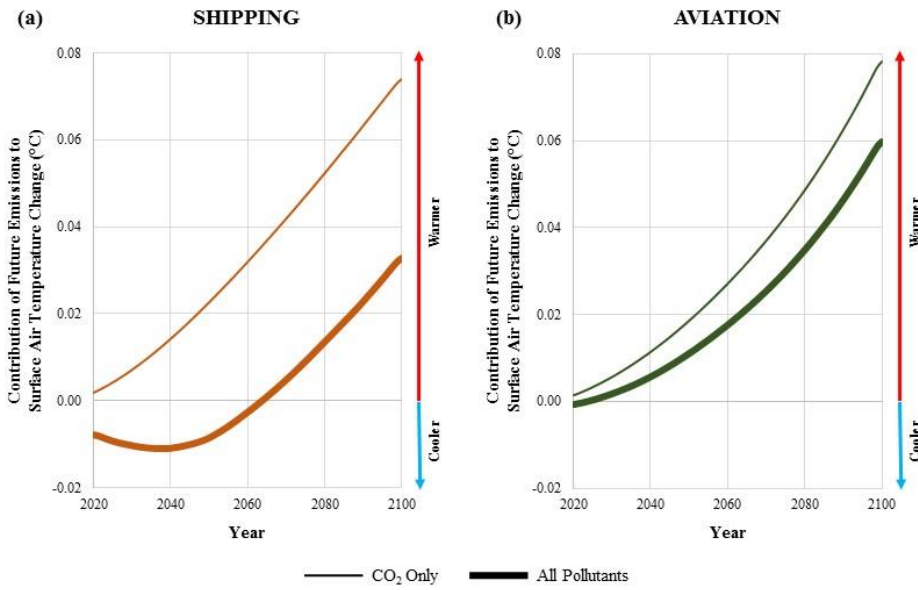 (a)
SHIPPING
Contribution of Future Emissions to
Surface Air Temperature Change (°C)
0.08
0.06
0.04
0.02
0.00
-0.02
2020
2040
2060
2080
2100
Year
Warmer
Cooler
(b)
AVIATION
Contribution of Future Emissions to
Surface Air Temperature Change (°C)
0.08
0.06
0.04
0.02
0.00
-0.02
2020
2040
2060
2080
2100
Year
Warmer
Cooler
CO₂ Only
All Pollutants